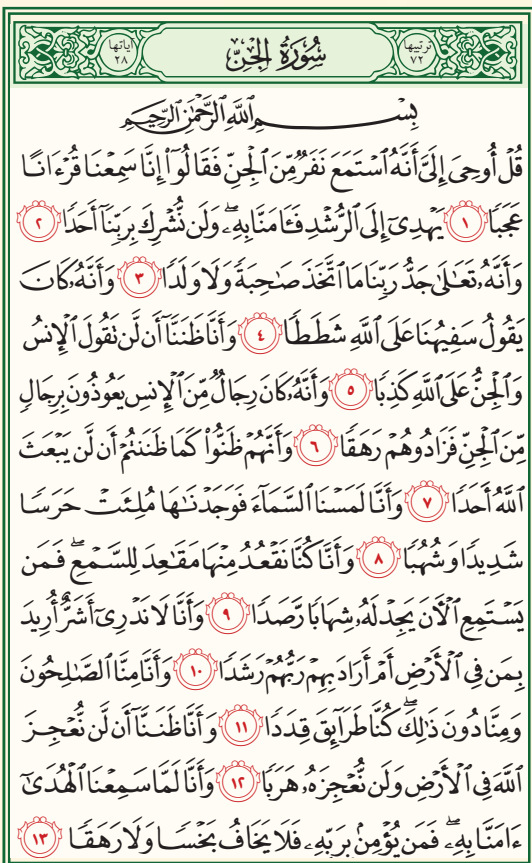 ترتيبها ٧٢ سُورَةُ الْجِنِّ آياتها ٢٨
بِسْمِ ٱللَّهِ ٱلرَّحْمَٰنِ ٱلرَّحِيمِ
قُلْ أُوحِيَ إِلَيَّ أَنَّهُ ٱسْتَمَعَ نَفَرٌ مِّنَ ٱلْجِنِّ فَقَالُوٓا۟ إِنَّا سَمِعْنَا قُرْءَانًا
عَجَبًا ١ يَهْدِىٓ إِلَى ٱلرُّشْدِ فَـَٔامَنَّا بِهِۦ ۖ وَلَن نُّشْرِكَ بِرَبِّنَآ أَحَدًا ٢
وَأَنَّهُۥ تَعَٰلَىٰ جَدُّ رَبِّنَا مَا ٱتَّخَذَ صَٰحِبَةً وَلَا وَلَدًا ٣ وَأَنَّهُۥ كَانَ
يَقُولُ سَفِيهُنَا عَلَى ٱللَّهِ شَطَطًا ٤ وَأَنَّا ظَنَنَّآ أَن لَّن تَقُولَ ٱلْإِنسُ
وَٱلْجِنُّ عَلَى ٱللَّهِ كَذِبًا ٥ وَأَنَّهُۥ كَانَ رِجَالٌ مِّنَ ٱلْإِنسِ يَعُوذُونَ بِرِجَالٍ
مِّنَ ٱلْجِنِّ فَزَادُوهُمْ رَهَقًا ٦ وَأَنَّهُمْ ظَنُّوا۟ كَمَا ظَنَنتُمْ أَن لَّن يَبْعَثَ
ٱللَّهُ أَحَدًا ٧ وَأَنَّا لَمَسْنَا ٱلسَّمَآءَ فَوَجَدْنَٰهَا مُلِئَتْ حَرَسًا
شَدِيدًا وَشُهُبًا ٨ وَأَنَّا كُنَّا نَقْعُدُ مِنْهَا مَقَٰعِدَ لِلسَّمْعِ ۖ فَمَن
يَسْتَمِعِ ٱلْـَٔانَ يَجِدْ لَهُۥ شِهَابًا رَّصَدًا ٩ وَأَنَّا لَا نَدْرِىٓ أَشَرٌّ أُرِيدَ
بِمَن فِى ٱلْأَرْضِ أَمْ أَرَادَ بِهِمْ رَبُّهُمْ رَشَدًا ١٠ وَأَنَّا مِنَّا ٱلصَّٰلِحُونَ
وَمِنَّا دُونَ ذَٰلِكَ ۖ كُنَّا طَرَآئِقَ قِدَدًا ١١ وَأَنَّا ظَنَنَّآ أَن لَّن نُّعْجِزَ
ٱللَّهَ فِى ٱلْأَرْضِ وَلَن نُّعْجِزَهُۥ هَرَبًا ١٢ وَأَنَّا لَمَّا سَمِعْنَا ٱلْهُدَىٰٓ
ءَامَنَّا بِهِۦ ۖ فَمَن يُؤْمِنۢ بِرَبِّهِۦ فَلَا يَخَافُ بَخْسًا وَلَا رَهَقًا ١٣